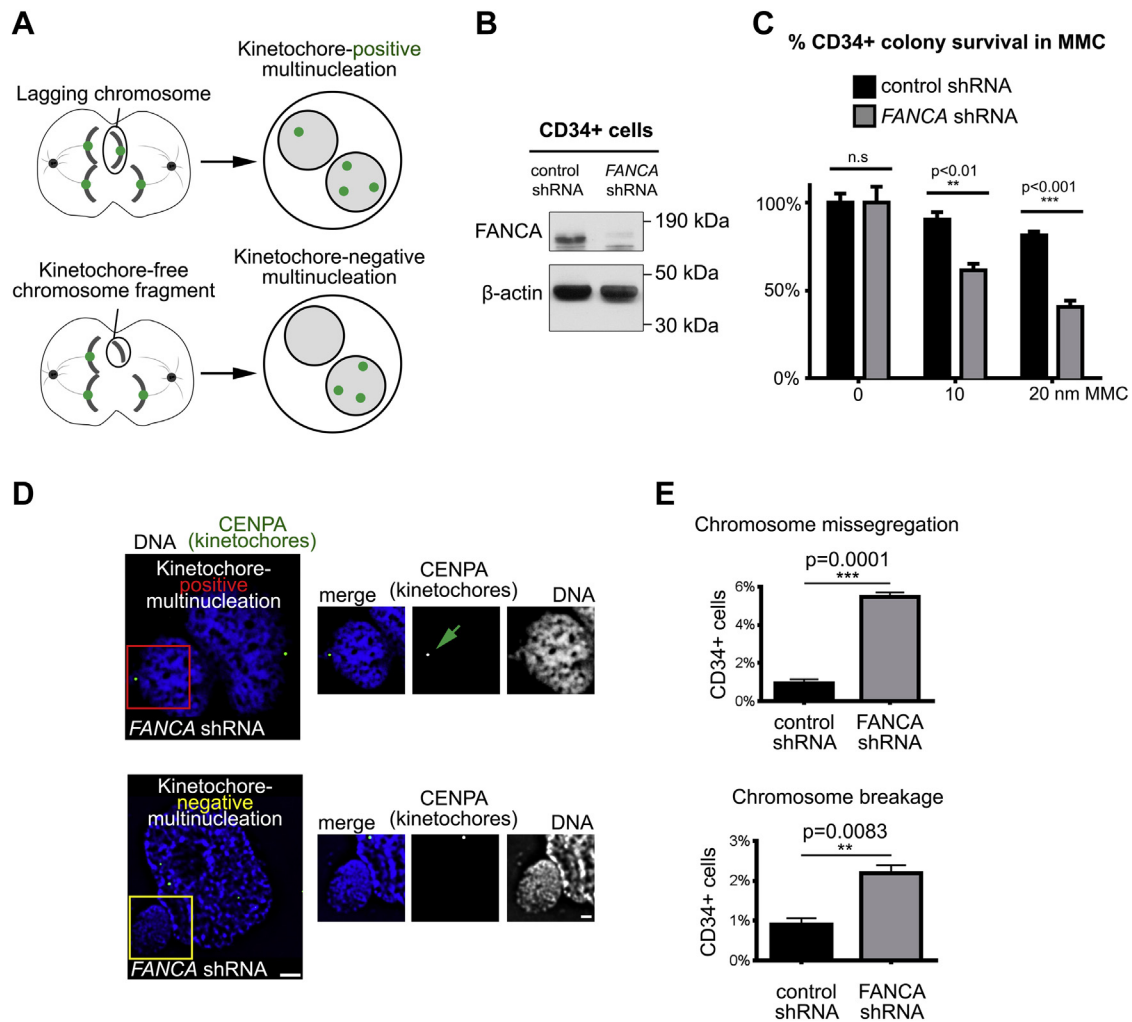 A
Kinetochore-positive
multinucleation
Lagging chromosome
Kinetochore-free
chromosome fragment
Kinetochore-negative
multinucleation
B
CD34+ cells
control
shRNA
FANCA
shRNA
FANCA
190 kDa
50 kDa
β-actin
30 kDa
C
% CD34+ colony survival in MMC
control shRNA
FANCA shRNA
n.s
p<0.01
**
p<0.001
***
100%
50%
0%
0
10
20 nm MMC
D
DNA
CENPA
(kinetochores)
Kinetochore-
positive
multinucleation
FANCA shRNA
merge
CENPA
(kinetochores)
DNA
Kinetochore-
negative
multinucleation
FANCA shRNA
merge
CENPA
(kinetochores)
DNA
E
Chromosome missegregation
p=0.0001
***
6%
4%
2%
0%
CD34+ cells
control
shRNA
FANCA
shRNA
Chromosome breakage
p=0.0083
**
3%
2%
1%
0%
CD34+ cells
control
shRNA
FANCA
shRNA